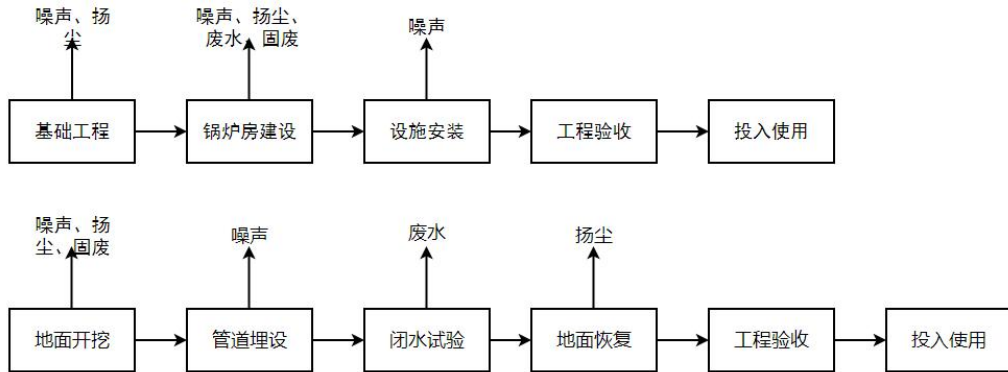 噪声、扬
尘
噪声、扬尘、
废水、固废
噪声
基础工程
锅炉房建设
设施安装
工程验收
投入使用
噪声、扬
尘、固废
噪声
废水
扬尘
地面开挖
管道埋设
闭水试验
地面恢复
工程验收
投入使用